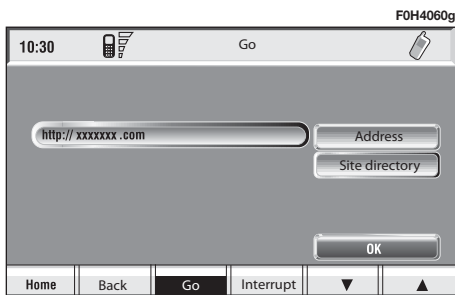 F0H4060g
10:30 Go
http:// xxxxxxx .com
Address
Site directory
OK
Home Back Go Interrupt ▼ ▲